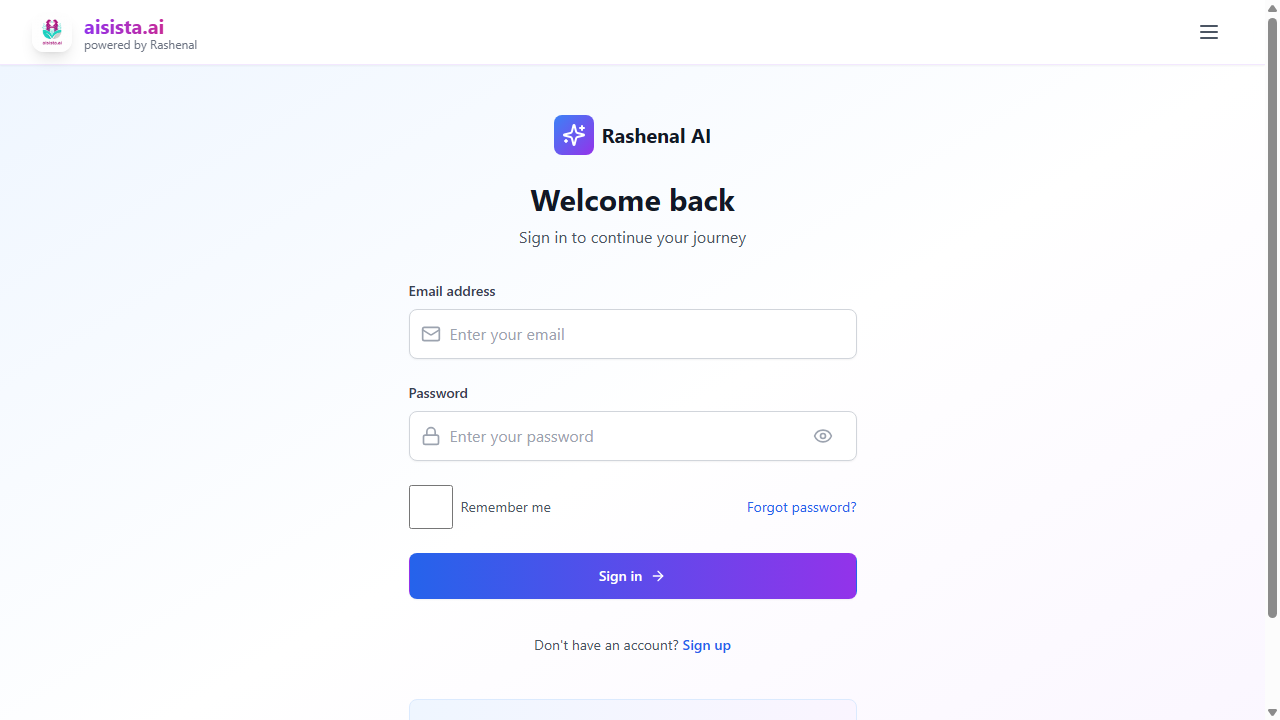 aisista.ai
aisista.ai
powered by Rashenal
Rashenal AI
Welcome back
Sign in to continue your journey
Email address
Enter your email
Password
Enter your password
Remember me
Forgot password?
Sign in
Don't have an account? Sign up